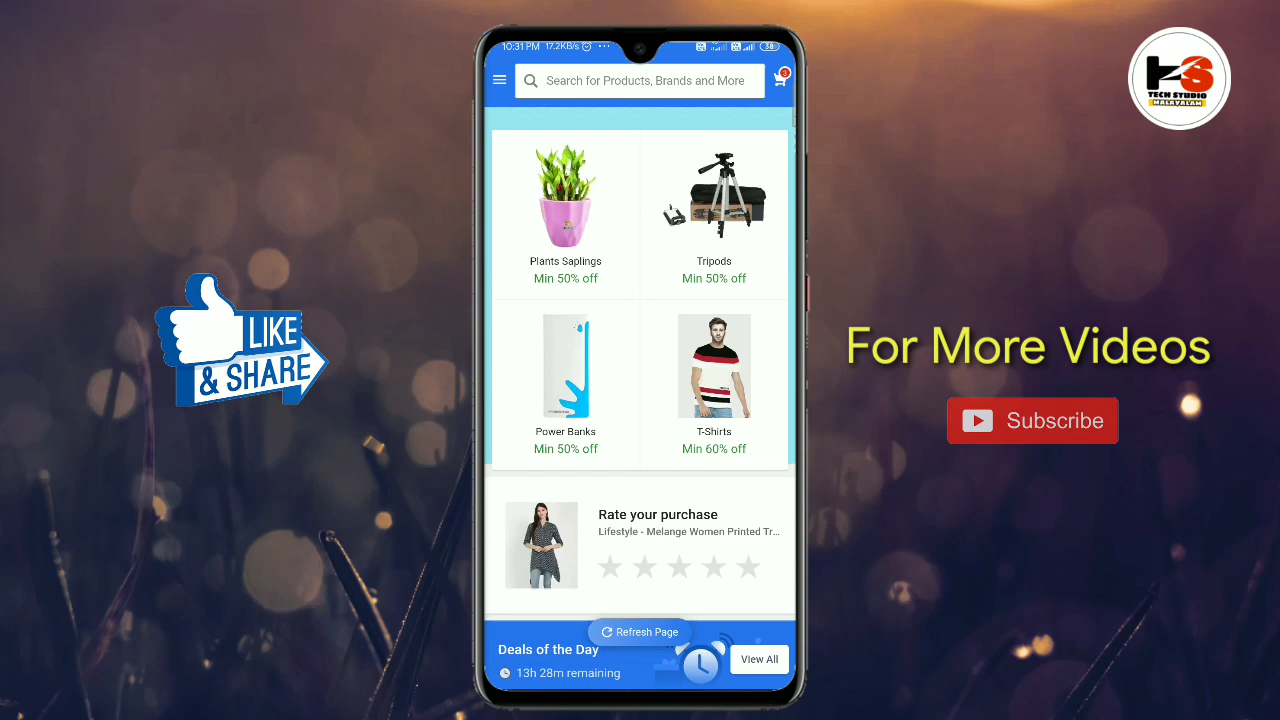 10:31 PM 17.2KB/s ... 38
Search for Products, Brands and More
TECH STUDIO
MALAYALAM
Plants Saplings
Min 50% off
Tripods
Min 50% off
LIKE
& SHARE
For More Videos
Subscribe
Power Banks
Min 50% off
T-Shirts
Min 60% off
Rate your purchase
Lifestyle - Melange Women Printed Tr...
Refresh Page
Deals of the Day
13h 28m remaining
View All